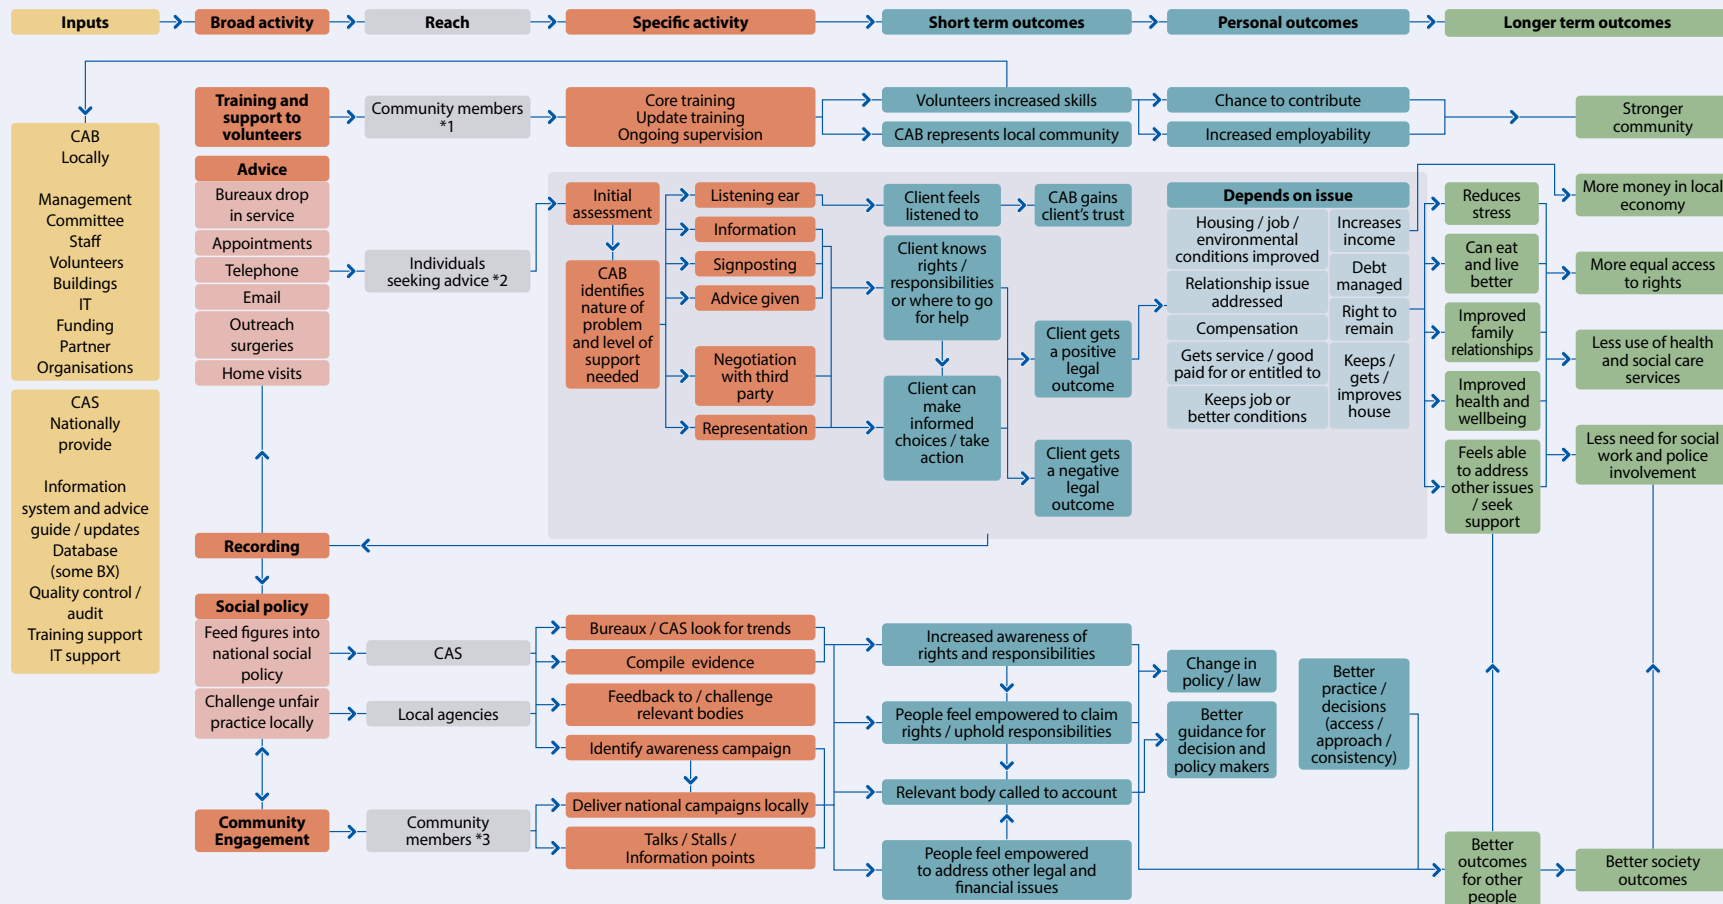 Inputs
Broad activity
Reach
Specific activity
Short term outcomes
Personal outcomes
Longer term outcomes
CAB
Locally
Management
Committee
Staff
Volunteers
Buildings
IT
Funding
Partner
Organisations
CAS
Nationally
provide
Information
system and advice
guide / updates
Database
(some BX)
Quality control /
audit
Training support
IT support
Training and
support to
volunteers
Community members
*1
Core training
Update training
Ongoing supervision
Volunteers increased skills
CAB represents local community
Chance to contribute
Increased employability
Stronger
community
Advice
Bureaux drop
in service
Appointments
Telephone
Email
Outreach
surgeries
Home visits
Individuals
seeking advice *2
Initial
assessment
CAB
identifies
nature of
problem
and level of
support
needed
Listening ear
Information
Signposting
Advice given
Negotiation
with third
party
Representation
Client feels
listened to
CAB gains
client’s trust
Client knows
rights /
responsibilities
or where to go
for help
Client can
make
informed
choices / take
action
Client gets
a positive
legal
outcome
Client gets
a negative
legal
outcome
Depends on issue
Housing / job /
environmental
conditions improved
Relationship issue
addressed
Compensation
Gets service / good
paid for or entitled to
Keeps job or
better conditions
Increases
income
Debt
managed
Right to
remain
Keeps /
gets /
improves
house
Reduces
stress
Can eat
and live
better
Improved
family
relationships
Improved
health and
wellbeing
Feels able
to address
other issues
/ seek
support
More money in local
economy
More equal access
to rights
Less use of health
and social care
services
Less need for social
work and police
involvement
Recording
Social policy
Feed figures into
national social
policy
Challenge unfair
practice locally
CAS
Local agencies
Bureaux / CAS look for trends
Compile evidence
Feedback to / challenge
relevant bodies
Identify awareness campaign
Deliver national campaigns locally
Talks / Stalls /
Information points
Community
Engagement
Community
members *3
Increased awareness of
rights and responsibilities
People feel empowered to claim
rights / uphold responsibilities
Relevant body called to account
People feel empowered
to address other legal and
financial issues
Change in
policy / law
Better
guidance for
decision and
policy makers
Better
practice /
decisions
(access /
approach /
consistency)
Better
outcomes
for other
people
Better society
outcomes